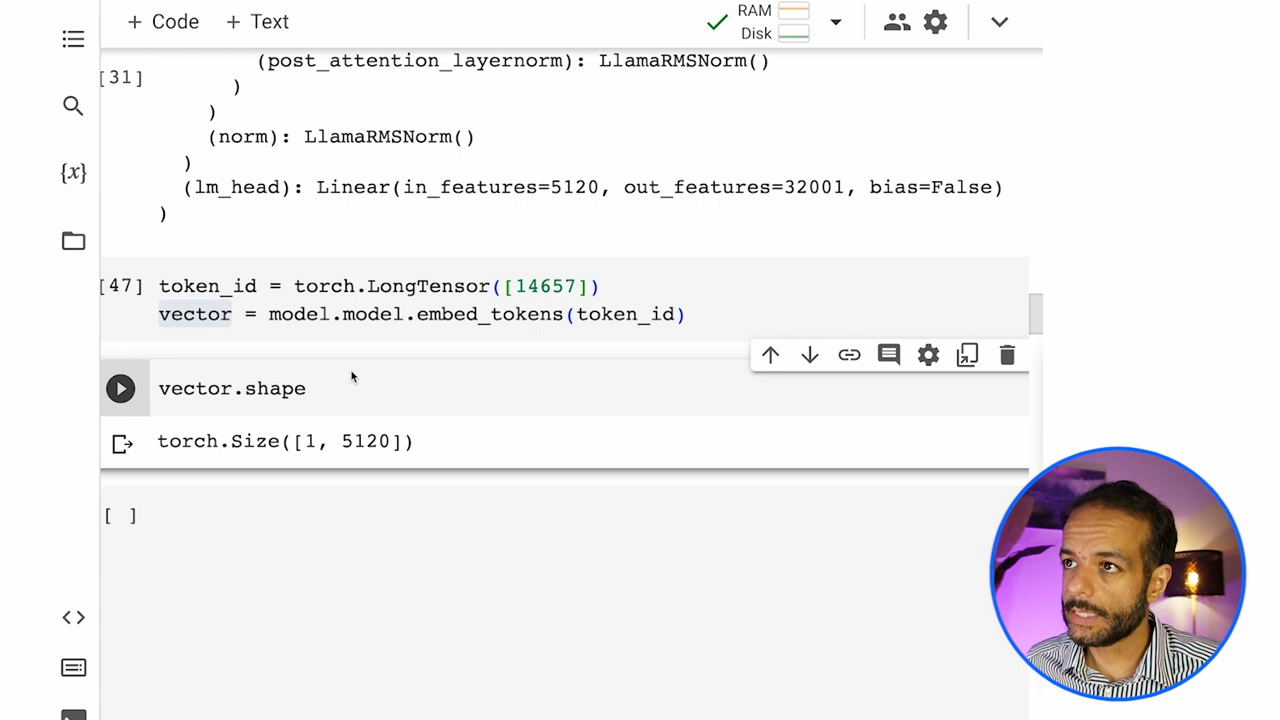 + Code + Text
RAM
Disk
(post_attention_layernorm): LlamaRMSNorm()
[31]
)
)
(norm): LlamaRMSNorm()
)
(lm_head): Linear(in_features=5120, out_features=32001, bias=False)
)
[47] token_id = torch.LongTensor([14657])
vector = model.model.embed_tokens(token_id)
vector.shape
torch.Size([1, 5120])
[ ]
{x}
<>